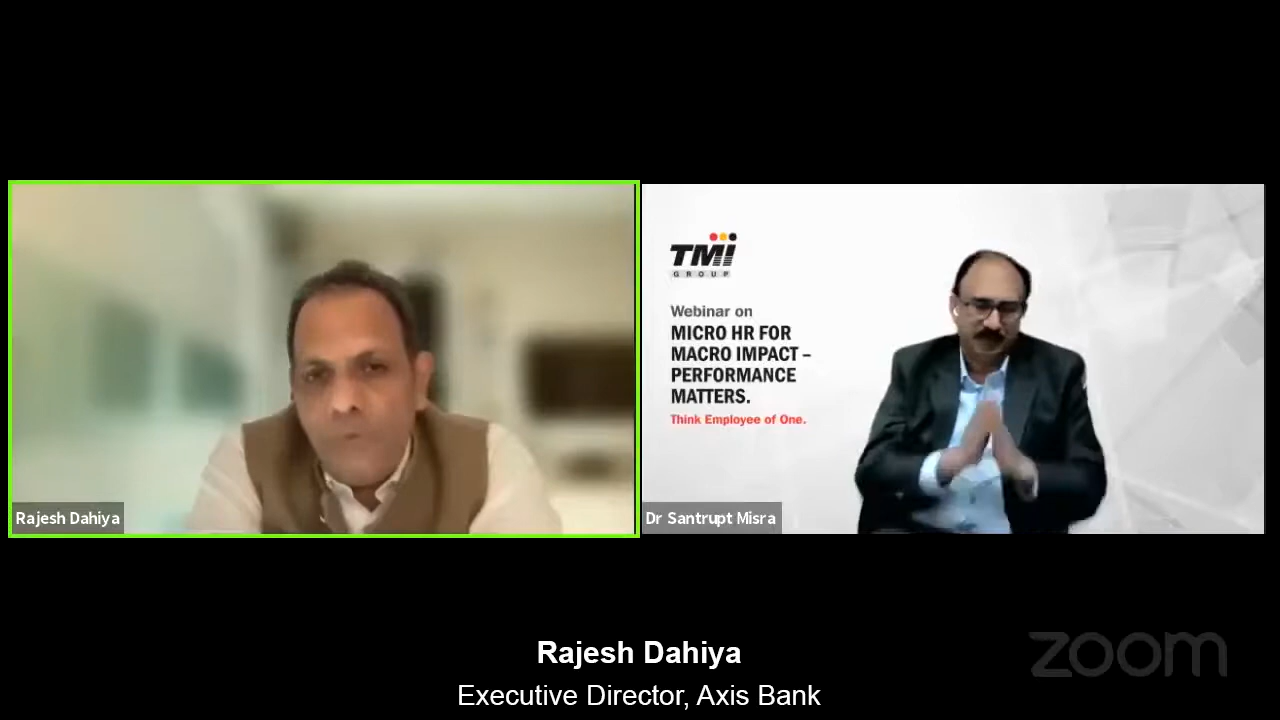 TMI
GROUP
Webinar on
MICRO HR FOR
MACRO IMPACT –
PERFORMANCE
MATTERS.
Think Employee of One.
Rajesh Dahiya
Dr Santrupt Misra
Rajesh Dahiya
Executive Director, Axis Bank
zoom